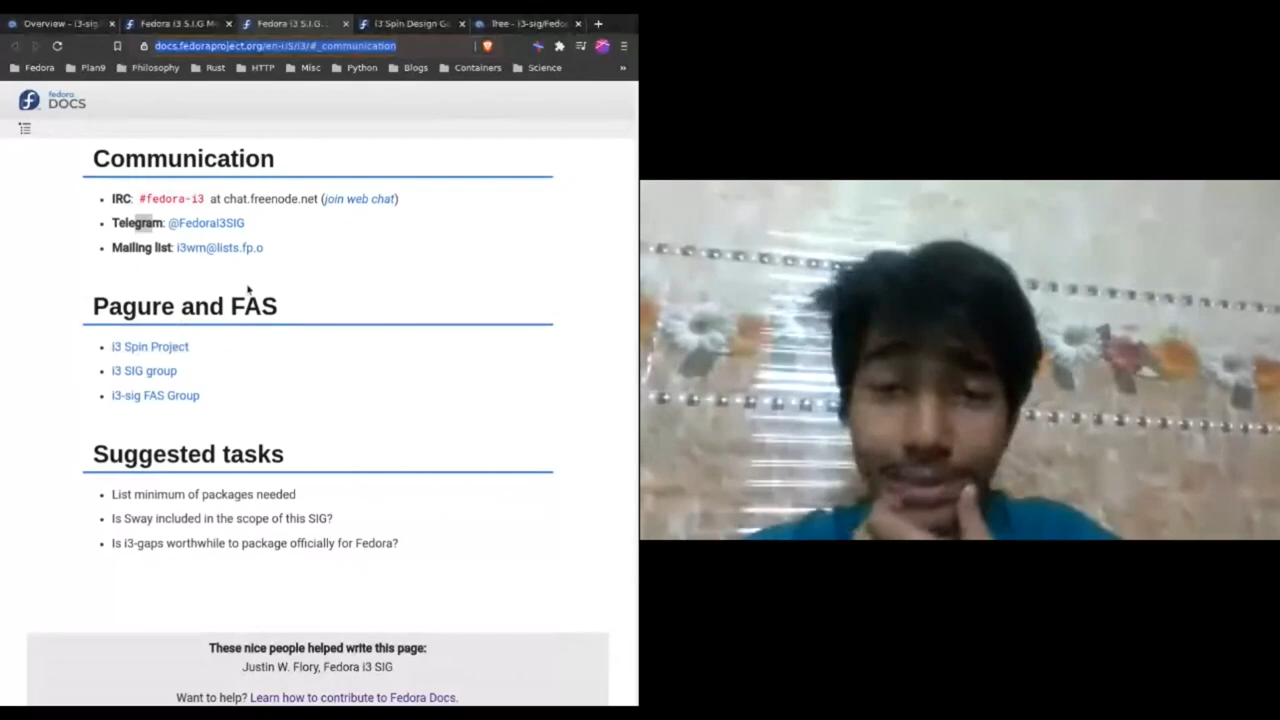 Overview - i3-sig
Fedora i3 S.I.G M
Fedora i3 S.I.G.
i3 Spin Design G
Tree - i3-sig/Fedo
docs.fedoraproject.org/en-US/i3/#_communication
Fedora
Plan9
Philosophy
Rust
HTTP
Misc
Python
Blogs
Containers
Science
»
fedora
DOCS
Communication
IRC: #fedora-i3 at chat.freenode.net (join web chat)
Telegram: @FedoraI3SIG
Mailing list: i3wm@lists.fp.o
Pagure and FAS
i3 Spin Project
i3 SIG group
i3-sig FAS Group
Suggested tasks
List minimum of packages needed
Is Sway included in the scope of this SIG?
Is i3-gaps worthwhile to package officially for Fedora?
These nice people helped write this page:
Justin W. Flory, Fedora i3 SIG
Want to help? Learn how to contribute to Fedora Docs.